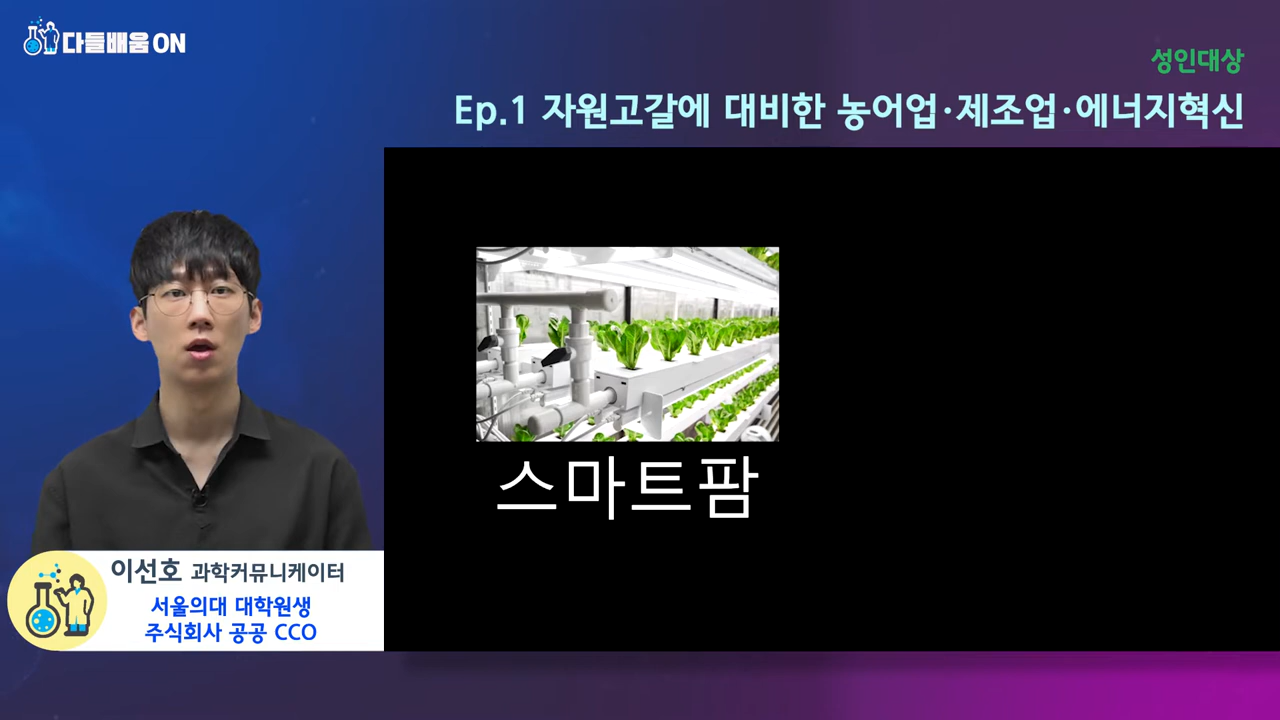 다들배움 ON
성인대상
Ep.1 자원고갈에 대비한 농어업·제조업·에너지혁신
스마트팜
이선호 과학커뮤니케이터
서울의대 대학원생
주식회사 공공 CCO